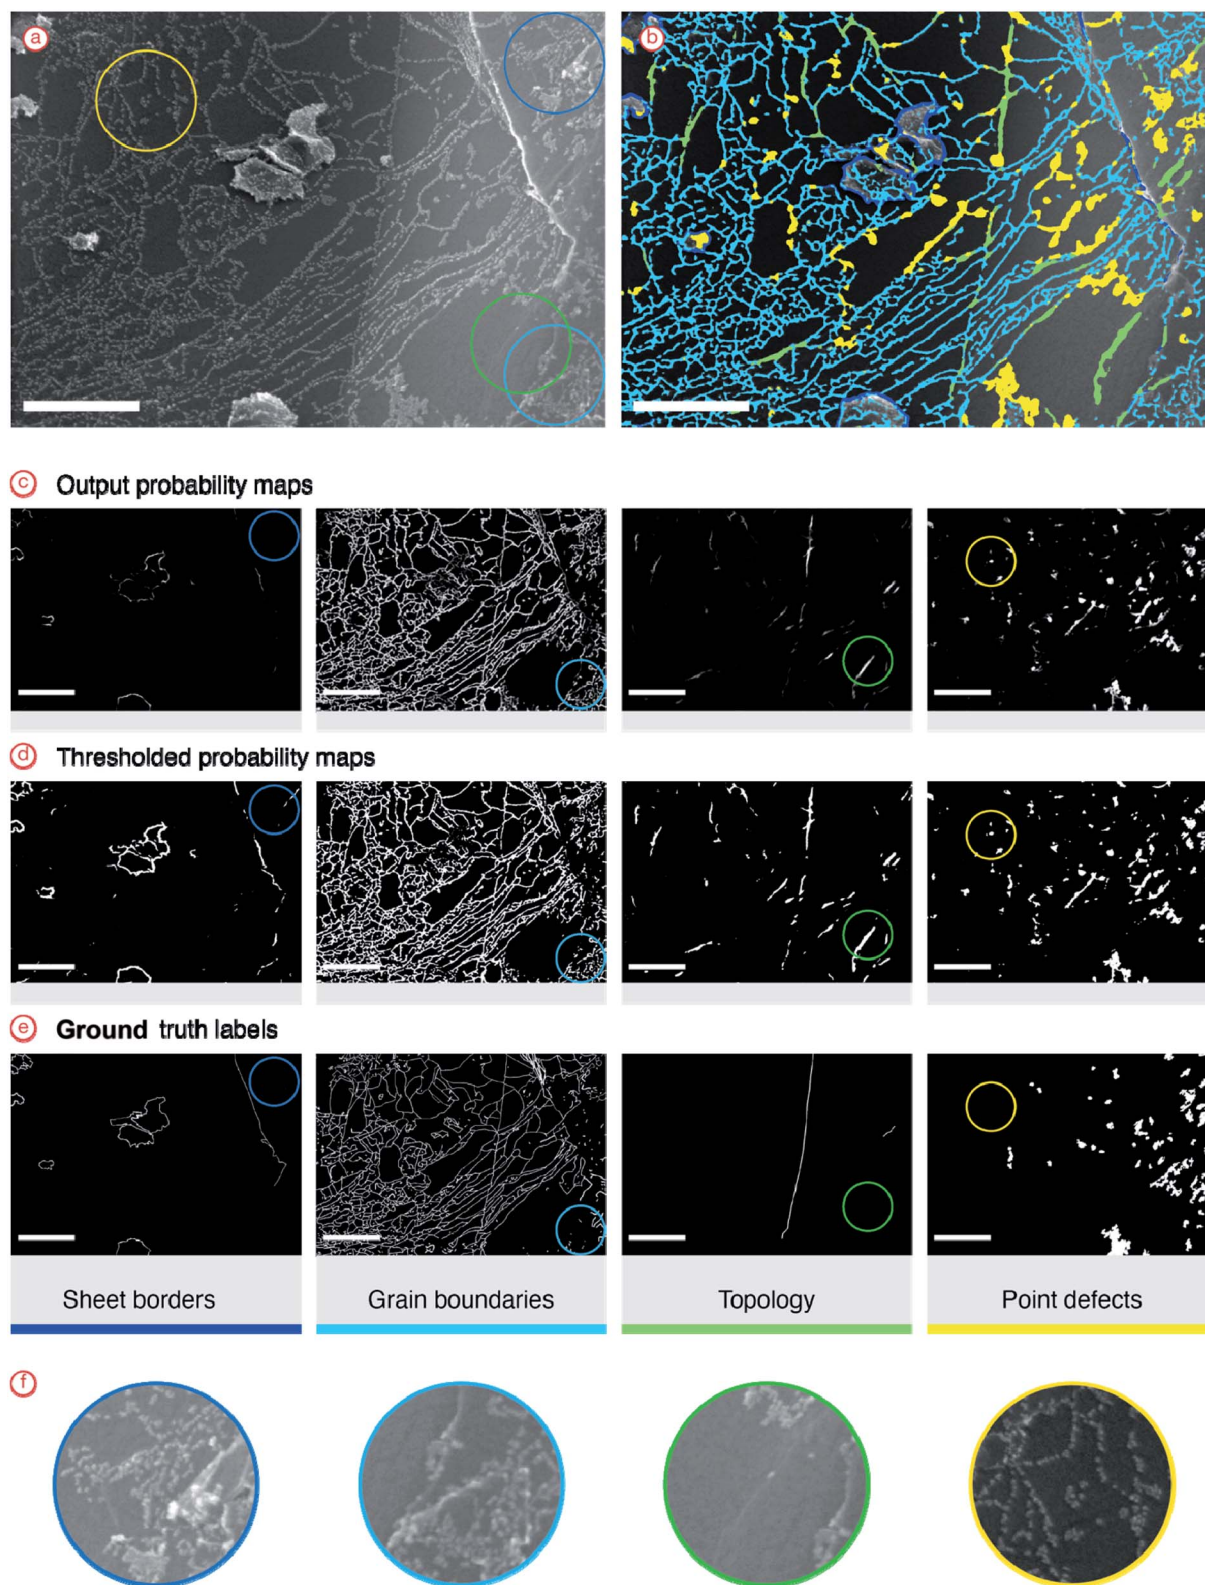 a
b
c Output probability maps
d Thresholded probability maps
e Ground truth labels
Sheet borders Grain boundaries Topology Point defects
f